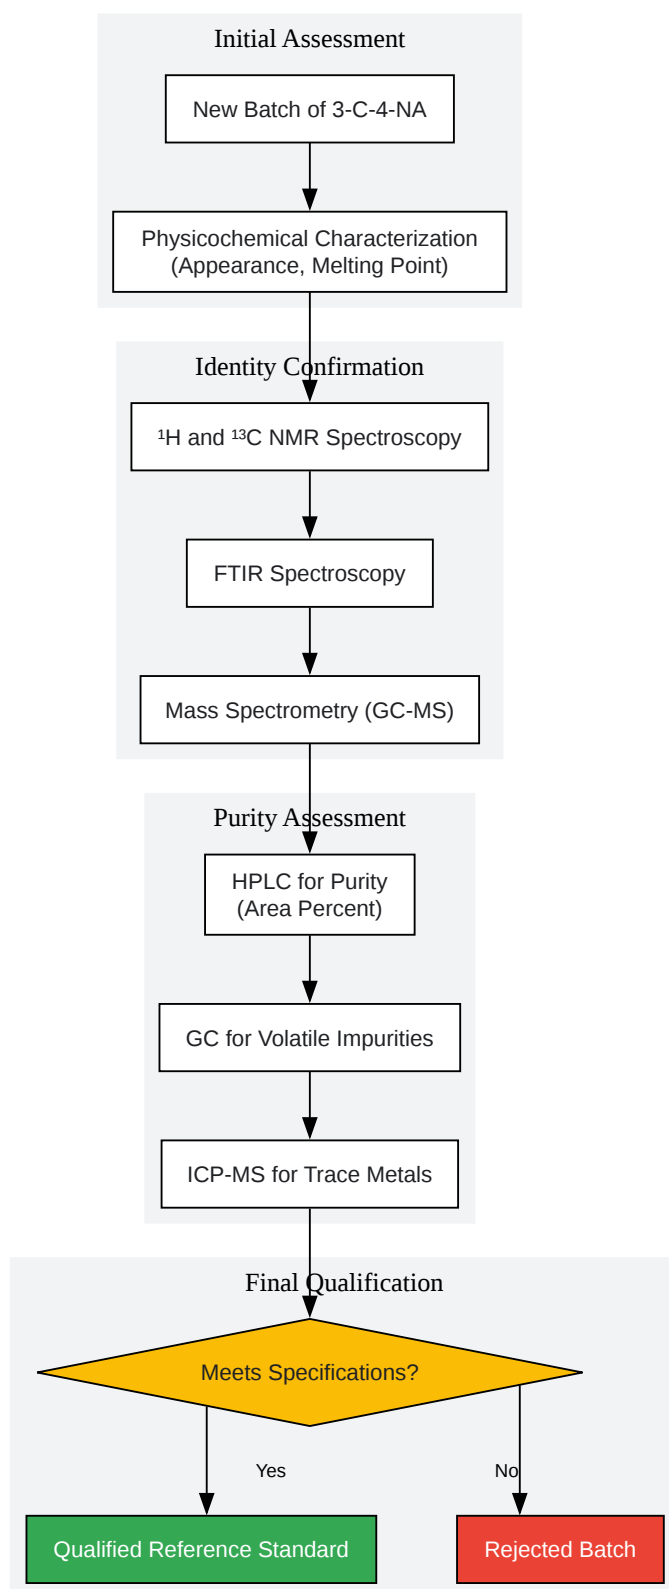 Initial Assessment
New Batch of 3-C-4-NA
Physicochemical Characterization
(Appearance, Melting Point)
Identity Confirmation
¹H and ¹³C NMR Spectroscopy
FTIR Spectroscopy
Mass Spectrometry (GC-MS)
Purity Assessment
HPLC for Purity
(Area Percent)
GC for Volatile Impurities
ICP-MS for Trace Metals
Final Qualification
Meets Specifications?
Yes
No
Qualified Reference Standard
Rejected Batch